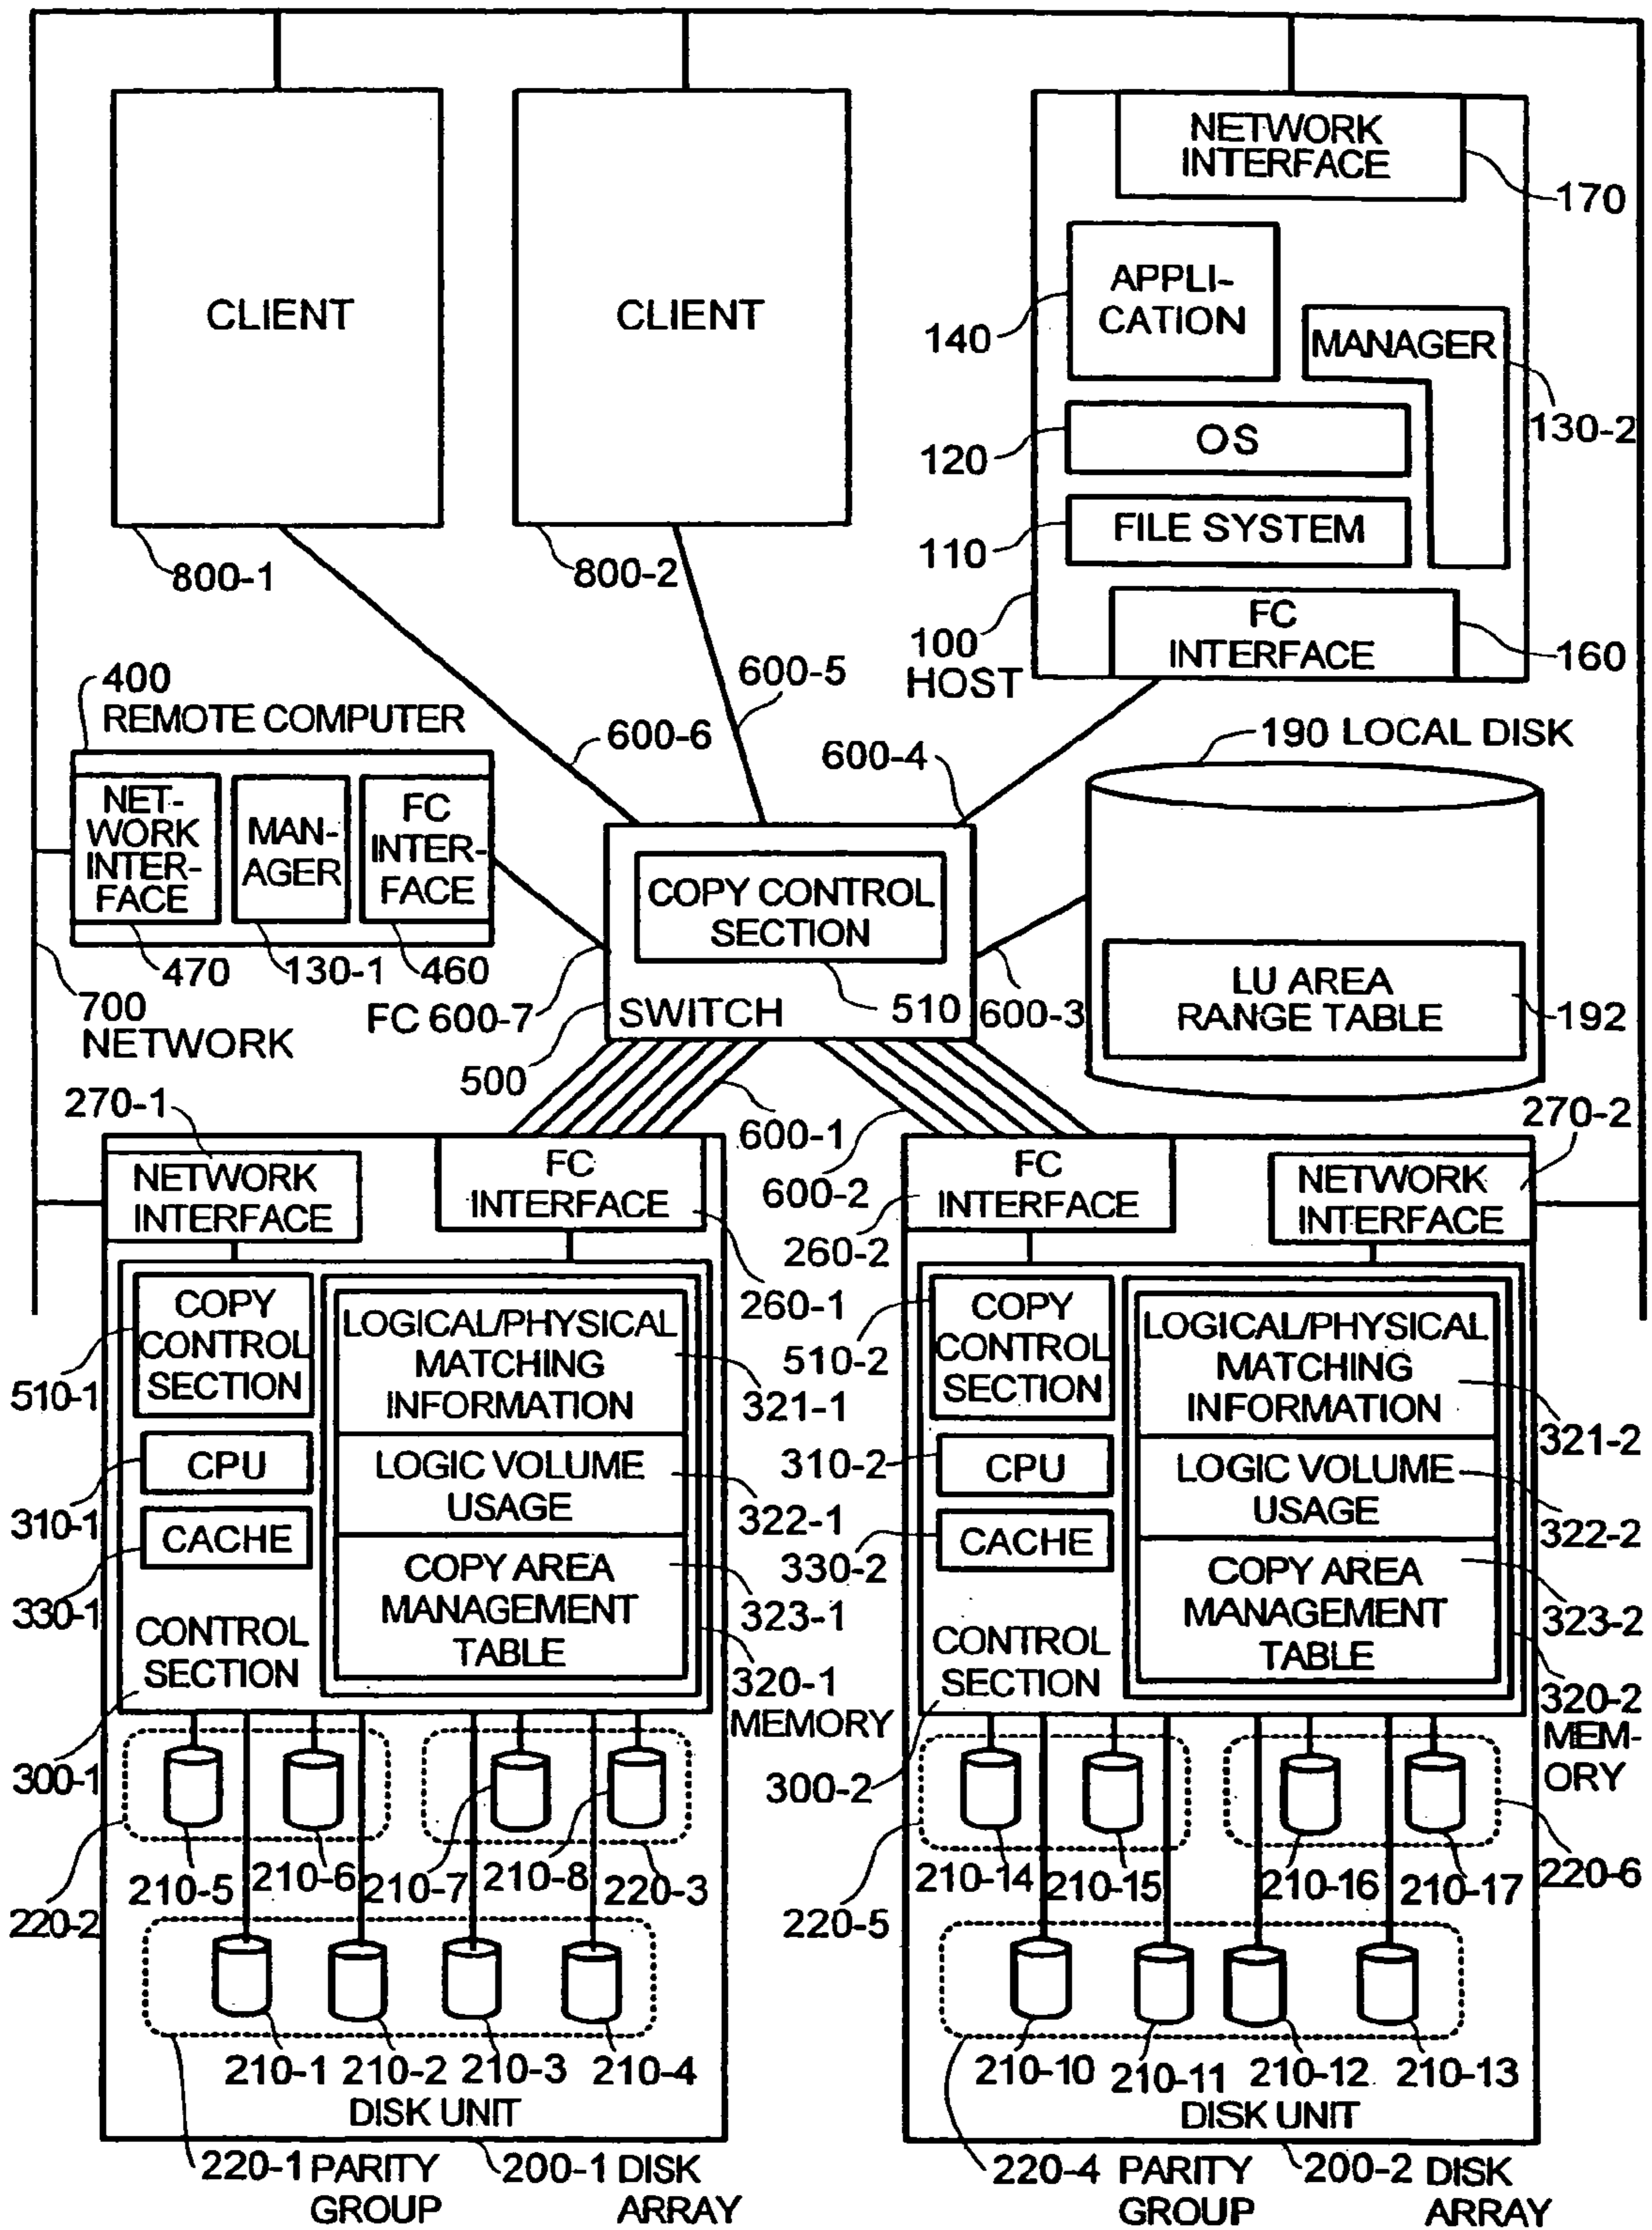 NETWORK
INTERFACE
170
CLIENT
CLIENT
APPLI-
CATION
140
MANAGER
130-2
OS
120
FILE SYSTEM
110
800-1
800-2
100
HOST
FC
INTERFACE
160
400
REMOTE COMPUTER
600-5
600-6
600-4
190 LOCAL DISK
NET-
WORK
INTER-
FACE
MAN-
AGER
FC
INTER-
FACE
COPY CONTROL
SECTION
470
130-1
460
LU AREA
RANGE TABLE
192
700
NETWORK
FC 600-7
SWITCH
510
600-3
500
270-1
270-2
600-1
600-2
NETWORK
INTERFACE
FC
INTERFACE
FC
INTERFACE
NETWORK
INTERFACE
260-2
260-1
COPY
CONTROL
SECTION
510-1
LOGICAL/PHYSICAL
MATCHING
INFORMATION
321-1
COPY
CONTROL
SECTION
510-2
LOGICAL/PHYSICAL
MATCHING
INFORMATION
321-2
CPU
310-1
LOGIC VOLUME
USAGE
322-1
CPU
310-2
LOGIC VOLUME
USAGE
322-2
CACHE
330-1
COPY AREA
MANAGEMENT
TABLE
323-1
CACHE
330-2
COPY AREA
MANAGEMENT
TABLE
323-2
CONTROL
SECTION
320-1
MEMORY
CONTROL
SECTION
320-2
MEM-
ORY
300-1
300-2
210-5
210-6
210-7
210-8
220-3
220-2
210-14
210-15
210-16
210-17
220-6
220-5
210-1
210-2
210-3
210-4
DISK UNIT
210-10
210-11
210-12
210-13
DISK UNIT
220-1 PARITY
GROUP
200-1 DISK
ARRAY
220-4 PARITY
GROUP
200-2 DISK
ARRAY